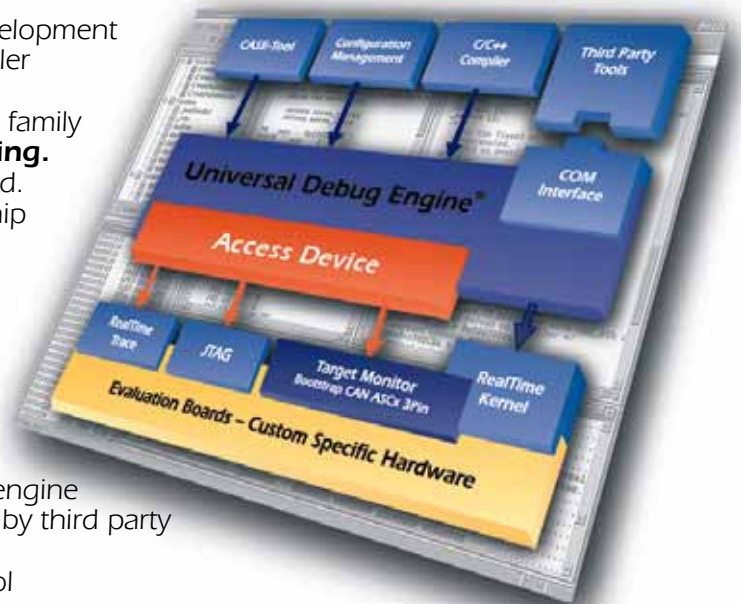 elopment
ler
family
ing.
d.
hip
engine
by third party
ol
CASE-Tool
Configuration
Management
C/C++
Compiler
Third Party
Tools
Universal Debug Engine®
COM
Interface
Access Device
RealTime
Trace
JTAG
Target Monitor
Bootstrap CAN ASCx 3Pin
RealTime
Kernel
Evaluation Boards – Custom Specific Hardware